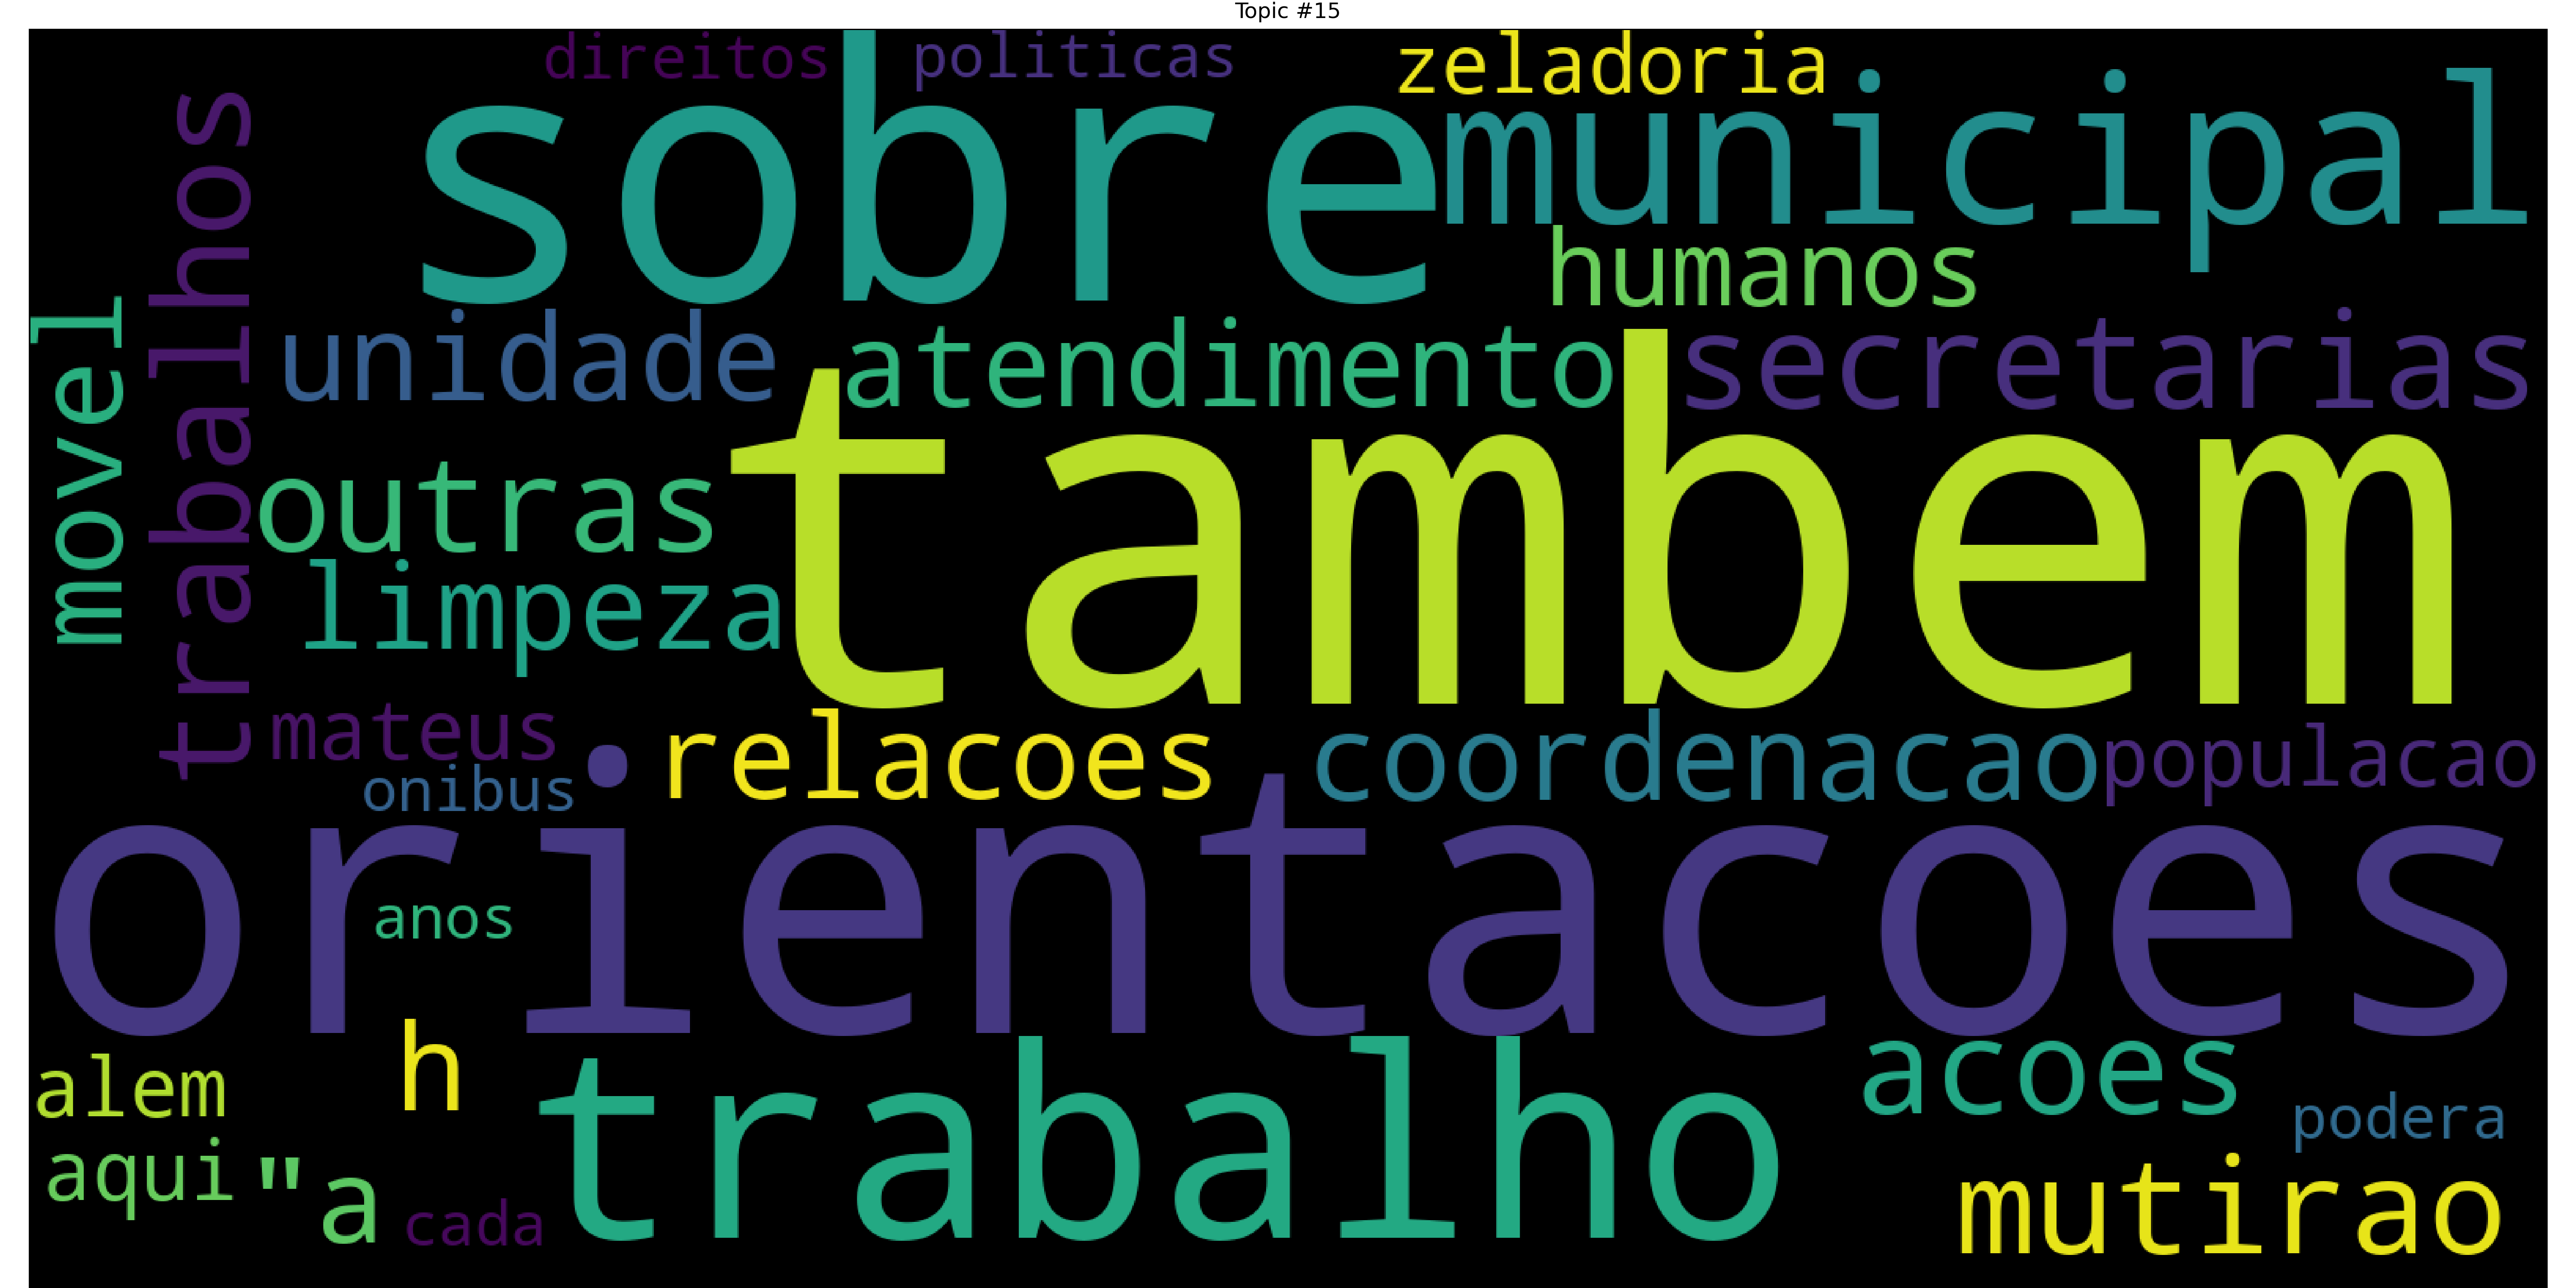 Topic #15
direitos
politicas
zeladoria
sobre
municipal
humanos
trabalhos
movel
unidade
atendimento
secretarias
outras
tambem
limpeza
mateus
relacoes
coordenacao
populacao
onibus
orientacoes
anos
h
alem
trabalho
acoes
podera
aqui
"a
cada
mutirao